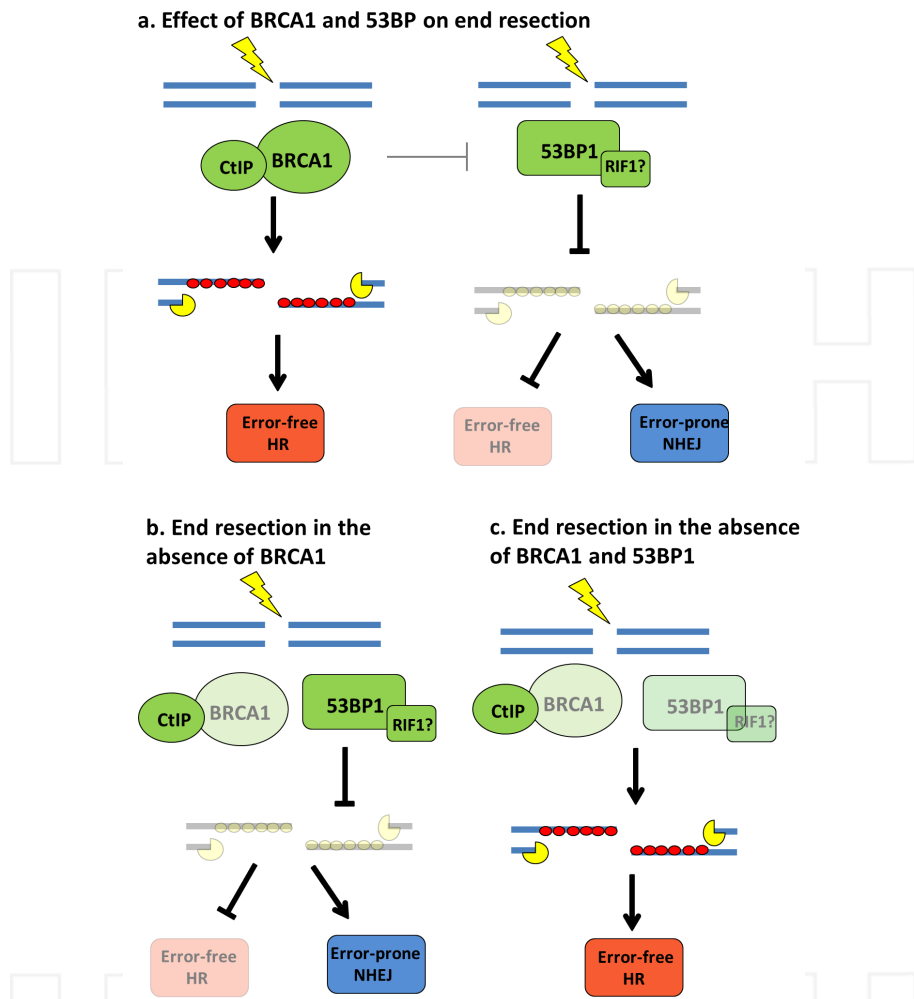 a. Effect of BRCA1 and 53BP on end resection
CtIP
BRCA1
53BP1
RIF1?
Error-free
HR
Error-free
HR
Error-prone
NHEJ
b. End resection in the
absence of BRCA1
c. End resection in the absence
of BRCA1 and 53BP1
CtIP
BRCA1
53BP1
RIF1?
CtIP
BRCA1
53BP1
RIF1?
Error-free
HR
Error-prone
NHEJ
Error-free
HR